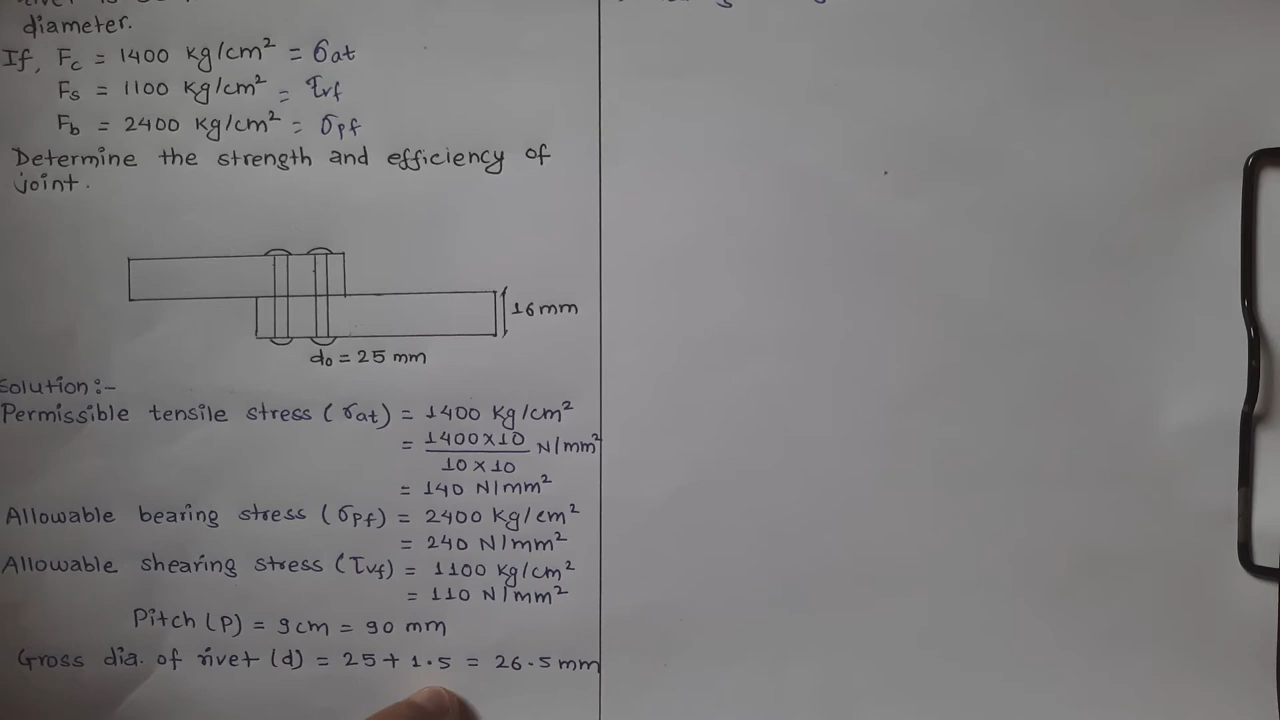 diameter.
If, Fc = 1400 kg/cm² = σat
Fs = 1100 kg/cm² = τvf
Fb = 2400 kg/cm² = σpf
Determine the strength and efficiency of
joint.
16mm
do = 25 mm
Solution:-
Permissible tensile stress (σat) = 1400 kg/cm²
= 1400×10 / 10×10 N/mm²
= 140 N/mm²
Allowable bearing stress (σpf) = 2400 kg/cm²
= 240 N/mm²
Allowable shearing stress (τvf) = 1100 kg/cm²
= 110 N/mm²
Pitch (P) = 9cm = 90 mm
Gross dia. of rivet (d) = 25 + 1.5 = 26.5 mm